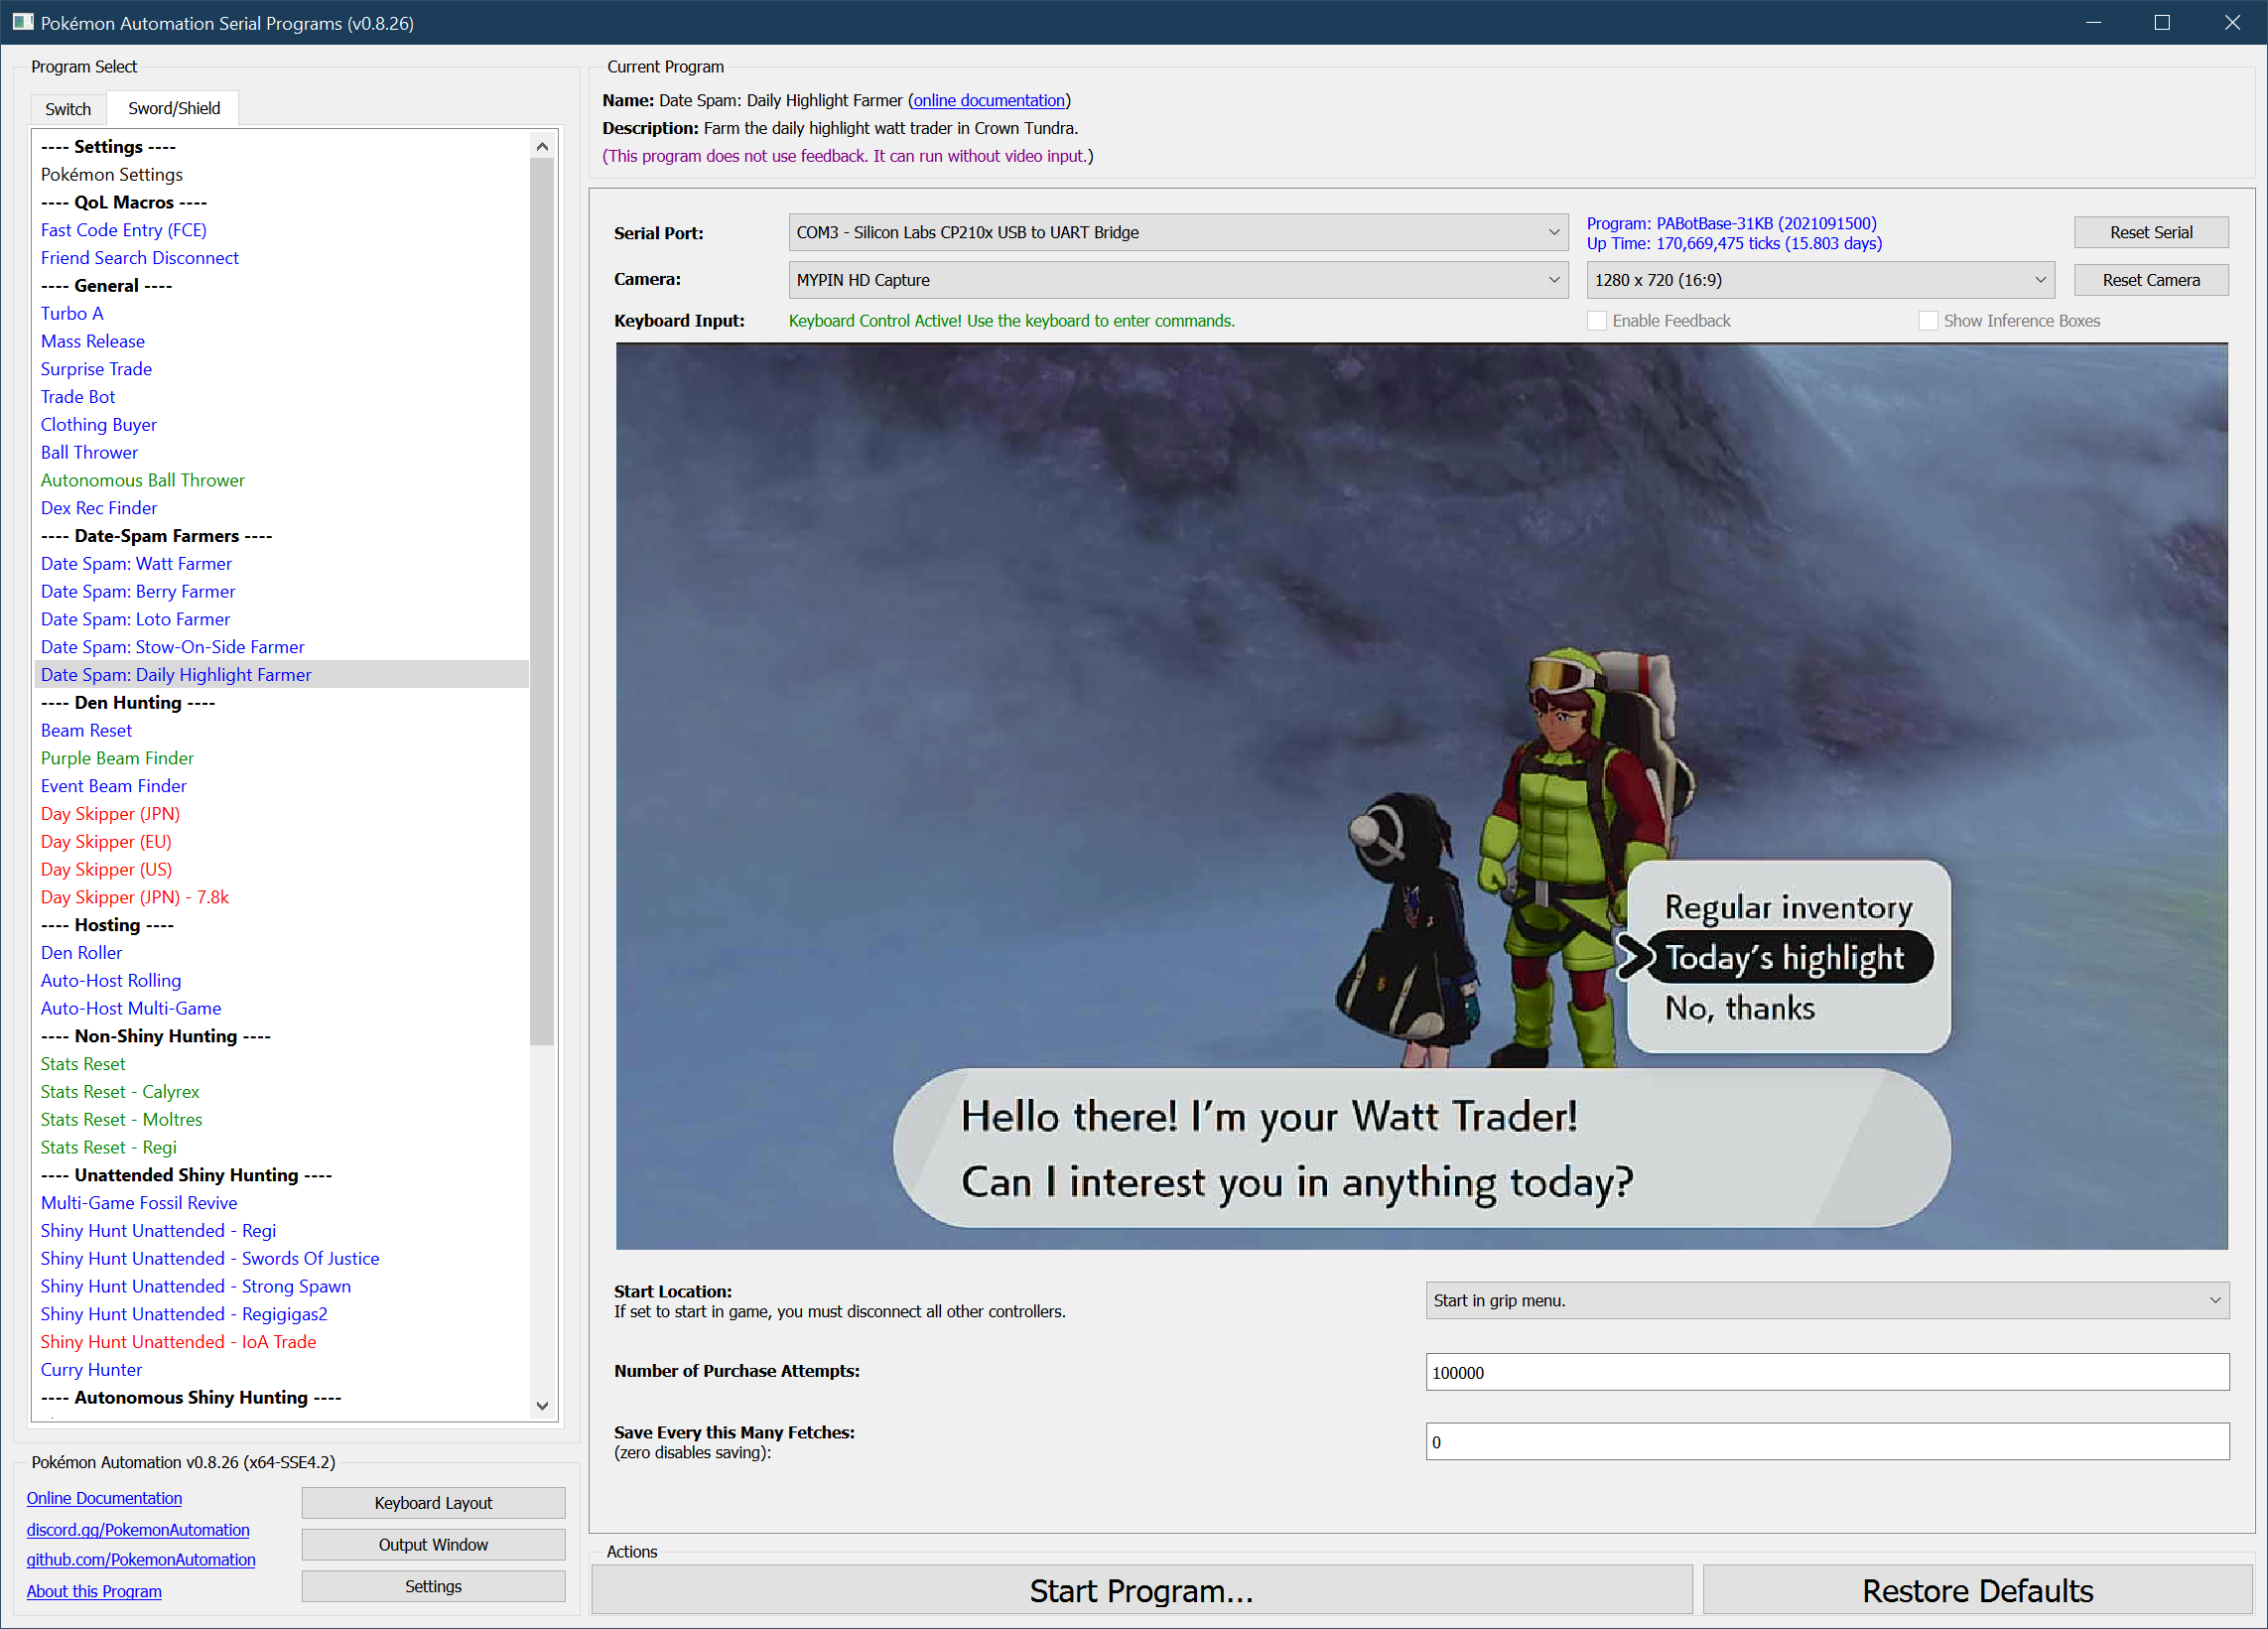 Pokémon Automation Serial Programs (v0.8.26)
Program Select
Switch
Sword/Shield
---- Settings ----
Pokémon Settings
---- QoL Macros ----
Fast Code Entry (FCE)
Friend Search Disconnect
---- General ----
Turbo A
Mass Release
Surprise Trade
Trade Bot
Clothing Buyer
Ball Thrower
Autonomous Ball Thrower
Dex Rec Finder
---- Date-Spam Farmers ----
Date Spam: Watt Farmer
Date Spam: Berry Farmer
Date Spam: Loto Farmer
Date Spam: Stow-On-Side Farmer
Date Spam: Daily Highlight Farmer
---- Den Hunting ----
Beam Reset
Purple Beam Finder
Event Beam Finder
Day Skipper (JPN)
Day Skipper (EU)
Day Skipper (US)
Day Skipper (JPN) - 7.8k
---- Hosting ----
Den Roller
Auto-Host Rolling
Auto-Host Multi-Game
---- Non-Shiny Hunting ----
Stats Reset
Stats Reset - Calyrex
Stats Reset - Moltres
Stats Reset - Regi
---- Unattended Shiny Hunting ----
Multi-Game Fossil Revive
Shiny Hunt Unattended - Regi
Shiny Hunt Unattended - Swords Of Justice
Shiny Hunt Unattended - Strong Spawn
Shiny Hunt Unattended - Regigigas2
Shiny Hunt Unattended - IoA Trade
Curry Hunter
---- Autonomous Shiny Hunting ----
Pokémon Automation v0.8.26 (x64-SSE4.2)
Online Documentation
discord.gg/PokemonAutomation
github.com/PokemonAutomation
About this Program
Keyboard Layout
Output Window
Settings
Current Program
Name: Date Spam: Daily Highlight Farmer (online documentation)
Description: Farm the daily highlight watt trader in Crown Tundra.
(This program does not use feedback. It can run without video input.)
Serial Port:
COM3 - Silicon Labs CP210x USB to UART Bridge
Program: PABotBase-31KB (2021091500)
Up Time: 170,669,475 ticks (15.803 days)
Reset Serial
Camera:
MYPIN HD Capture
1280 x 720 (16:9)
Reset Camera
Keyboard Input:
Keyboard Control Active! Use the keyboard to enter commands.
Enable Feedback
Show Inference Boxes
Regular inventory
Today's highlight
No, thanks
Hello there! I'm your Watt Trader!
Can I interest you in anything today?
Start Location:
If set to start in game, you must disconnect all other controllers.
Start in grip menu.
Number of Purchase Attempts:
100000
Save Every this Many Fetches:
(zero disables saving):
0
Actions
Start Program...
Restore Defaults